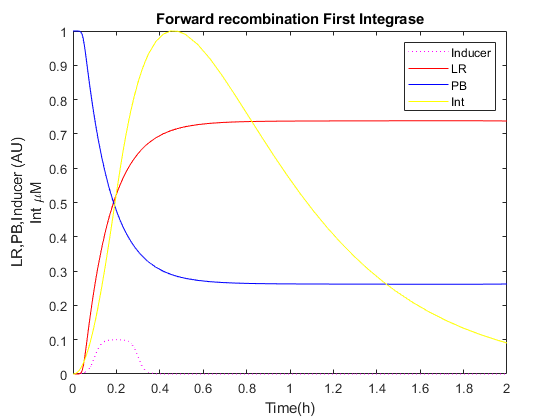 Forward recombination First Integrase
LR,PB,Inducer (AU)
Int μM
1
0.9
0.8
0.7
0.6
0.5
0.4
0.3
0.2
0.1
0
Inducer
LR
PB
Int
0 0.2 0.4 0.6 0.8 1 1.2 1.4 1.6 1.8 2
Time(h)